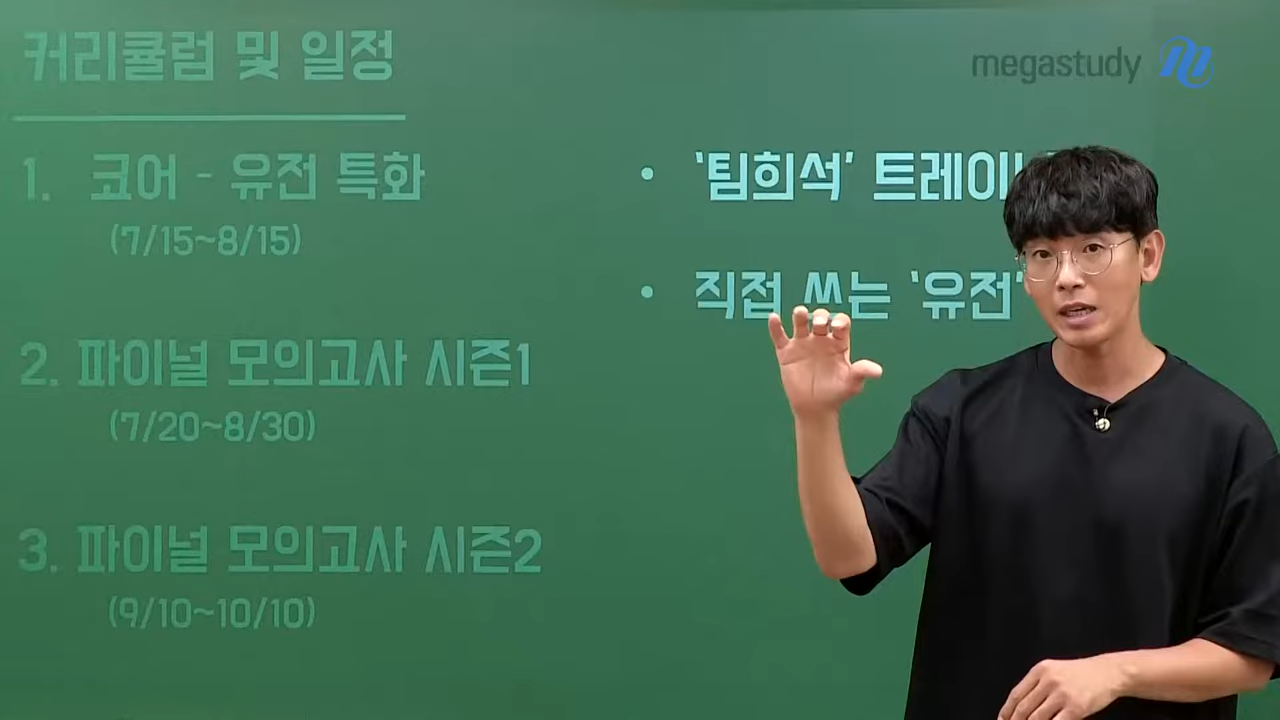 커리큘럼 및 일정
megastudy
1. 코어 - 유전 특화
(7/15~8/15)
2. 파이널 모의고사 시즌1
(7/20~8/30)
3. 파이널 모의고사 시즌2
(9/10~10/10)
• '팀희석'
• 직접 쓰는 '유전'